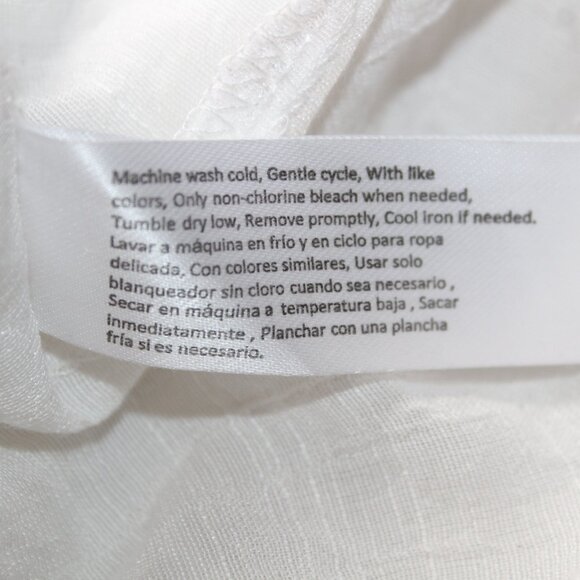 Machine wash cold, Gentle cycle, With like
colors, Only non-chlorine bleach when needed,
Tumble dry low, Remove promptly, Cool iron if needed.
Lavar a máquina en frío y en ciclo para ropa
delicada, Con colores similares, Usar solo
blanqueador sin cloro cuando sea necesario ,
Secar en máquina a temperatura baja , Sacar
inmediatamente , Planchar con una plancha
fría si es necesario.